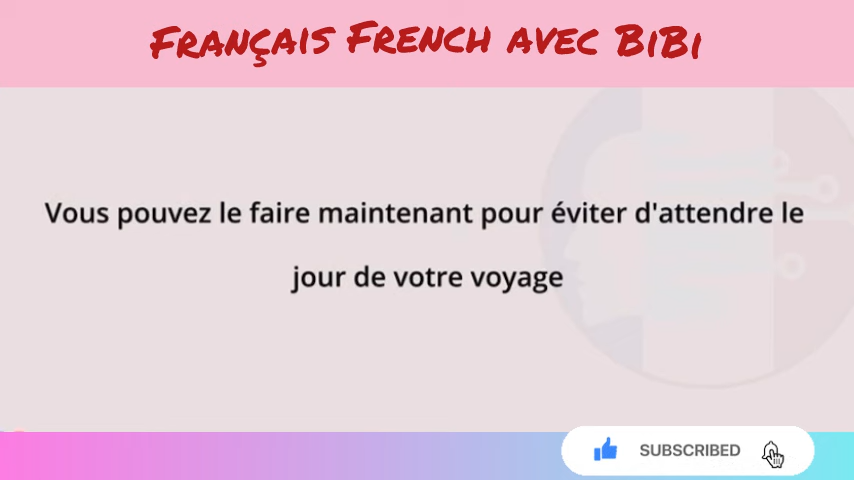 Français French avec BiBi
Vous pouvez le faire maintenant pour éviter d'attendre le
jour de votre voyage
SUBSCRIBED